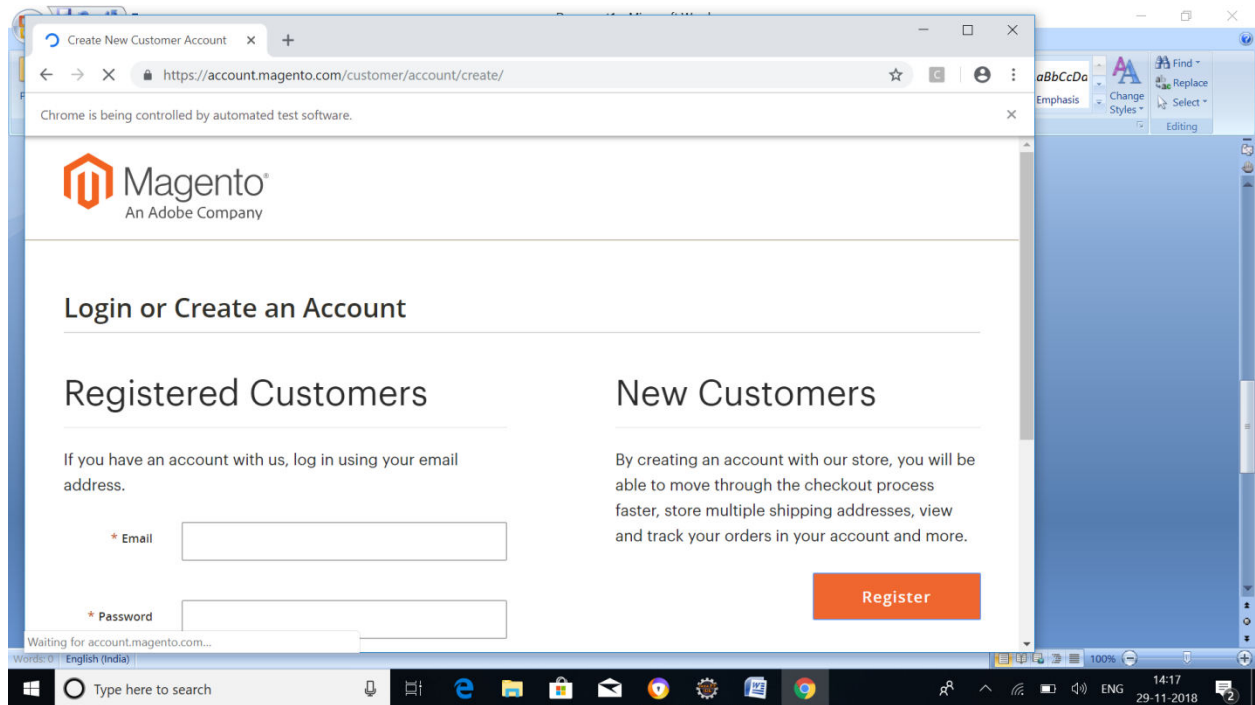 Create New Customer Account
https://account.magento.com/customer/account/create/
C
Chrome is being controlled by automated test software.
Magento®
An Adobe Company
Login or Create an Account
Registered Customers
If you have an account with us, log in using your email
address.
* Email
* Password
New Customers
By creating an account with our store, you will be
able to move through the checkout process
faster, store multiple shipping addresses, view
and track your orders in your account and more.
Register
Waiting for account.magento.com...
aBbCcDa
Emphasis
Change
Styles
Find
Replace
Select
Editing
Words: 0 English (India)
100%
Type here to search
ENG
14:17
29-11-2018
2